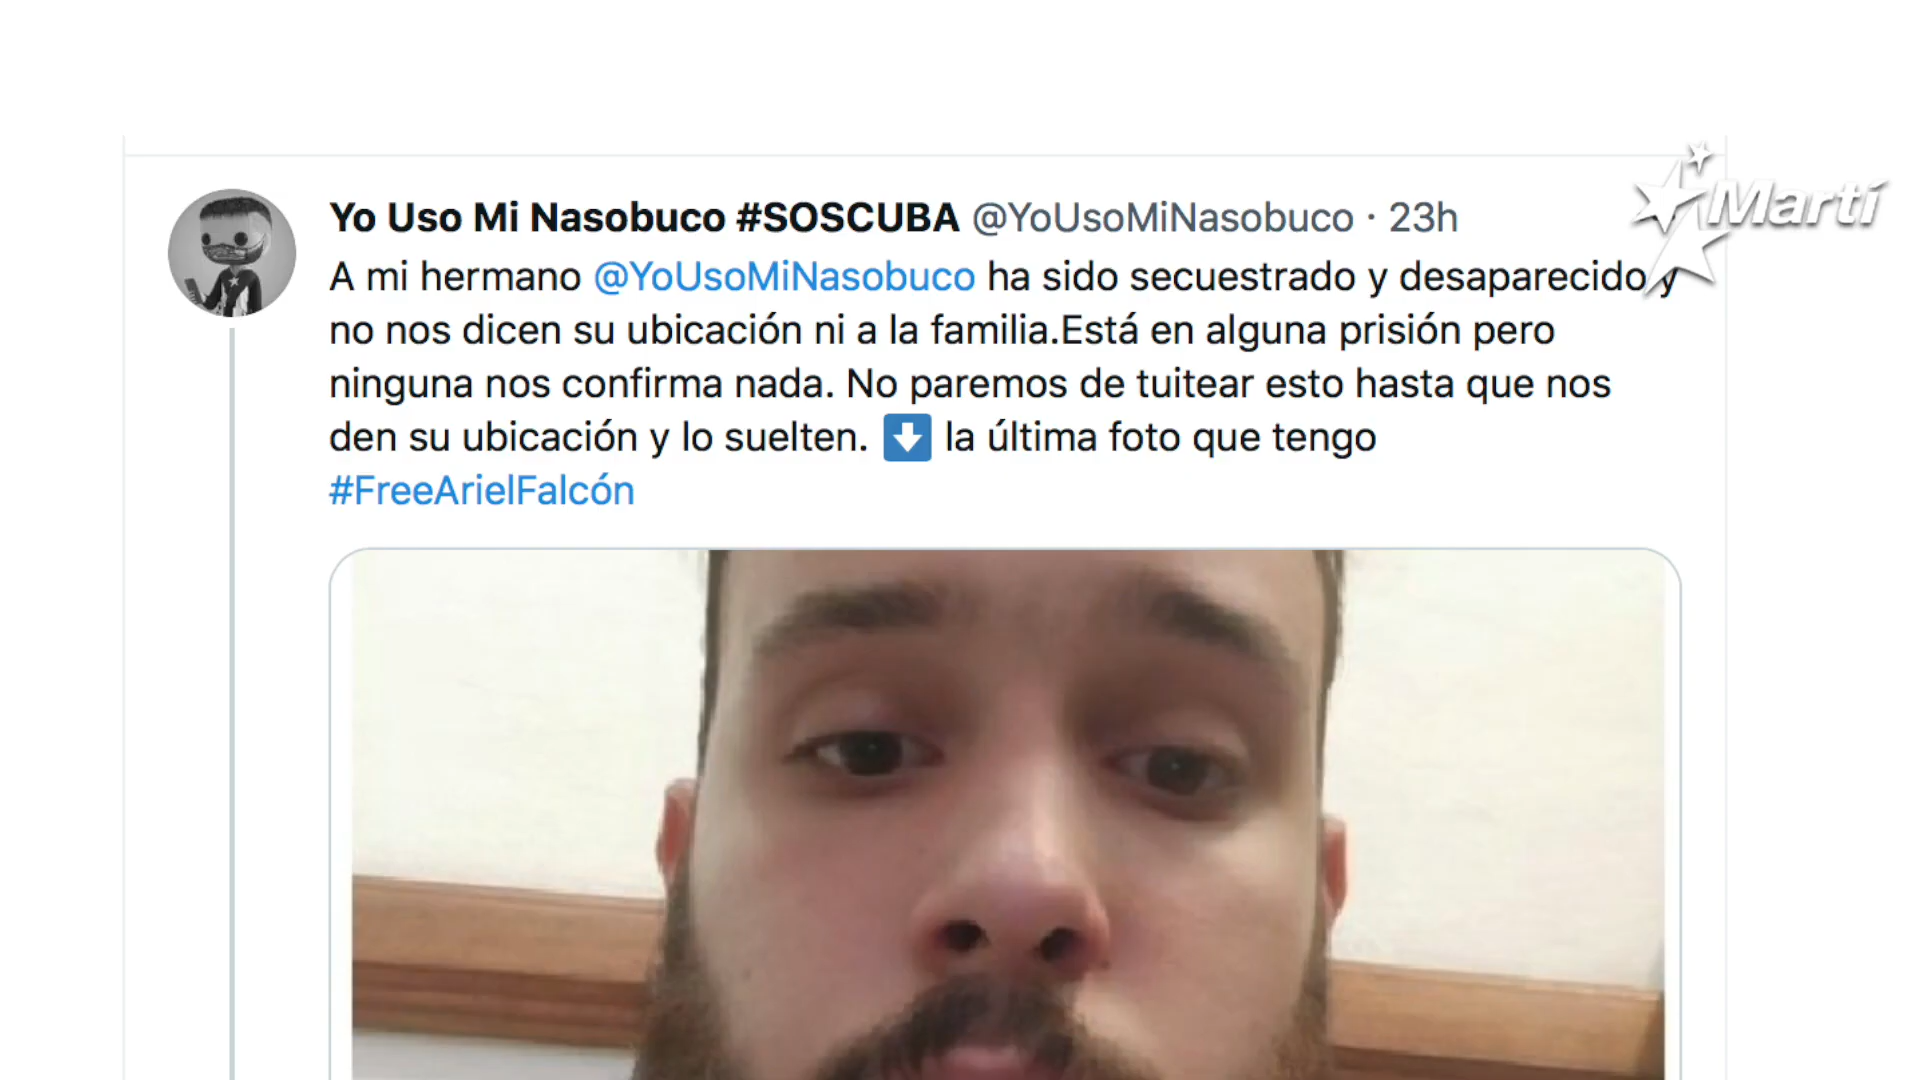 Yo Uso Mi Nasobuco #SOSCUBA @YoUsoMiNasobuco · 23h
A mi hermano @YoUsoMiNasobuco ha sido secuestrado y desaparecido y
no nos dicen su ubicación ni a la familia.Está en alguna prisión pero
ninguna nos confirma nada. No paremos de tuitear esto hasta que nos
den su ubicación y lo suelten. ⬇️ la última foto que tengo
#FreeArielFalcón
Martí